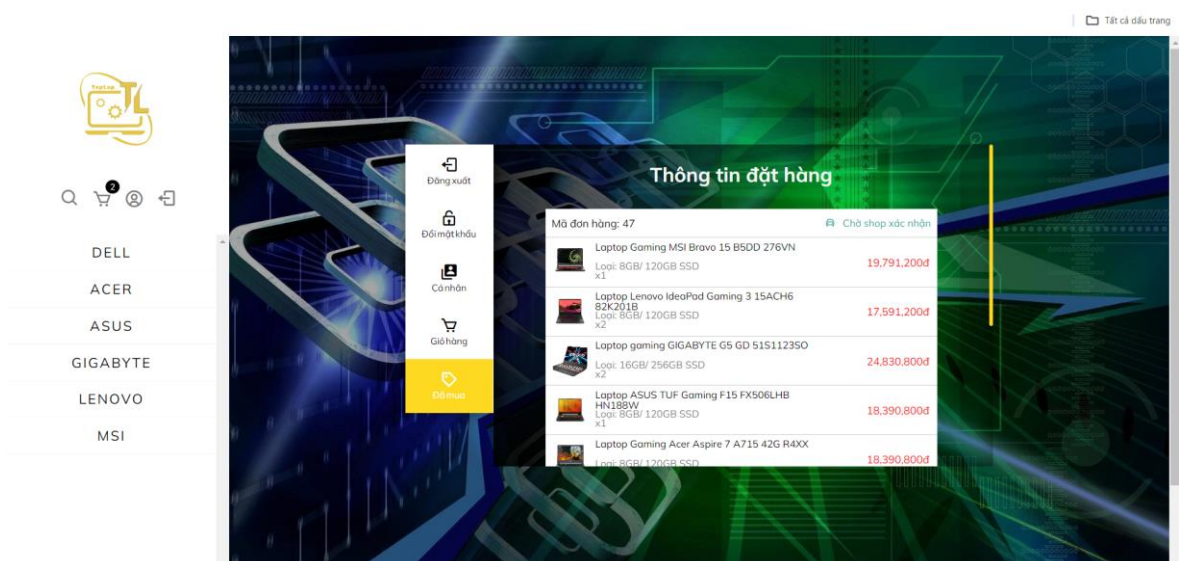 Tất cả dấu trang
TopLap
TL
2
DELL
ACER
ASUS
GIGABYTE
LENOVO
MSI
Đăng xuất
Đổi mật khẩu
Cá nhân
Giỏ hàng
Đã mua
Thông tin đặt hàng
Mã đơn hàng: 47
Chờ shop xác nhận
Laptop Gaming MSI Bravo 15 B5DD 276VN
Loại: 8GB/ 120GB SSD
x1
19,791,200đ
Laptop Lenovo IdeaPad Gaming 3 15ACH6
82K201B
Loại: 8GB/ 120GB SSD
x2
17,591,200đ
Laptop gaming GIGABYTE G5 GD 51S1123SO
Loại: 16GB/ 256GB SSD
x2
24,830,800đ
Laptop ASUS TUF Gaming F15 FX506LHB
HN188W
Loại: 8GB/ 120GB SSD
x1
18,390,800đ
Laptop Gaming Acer Aspire 7 A715 42G R4XX
Loại: 8GB/ 120GB SSD
18,390,800đ